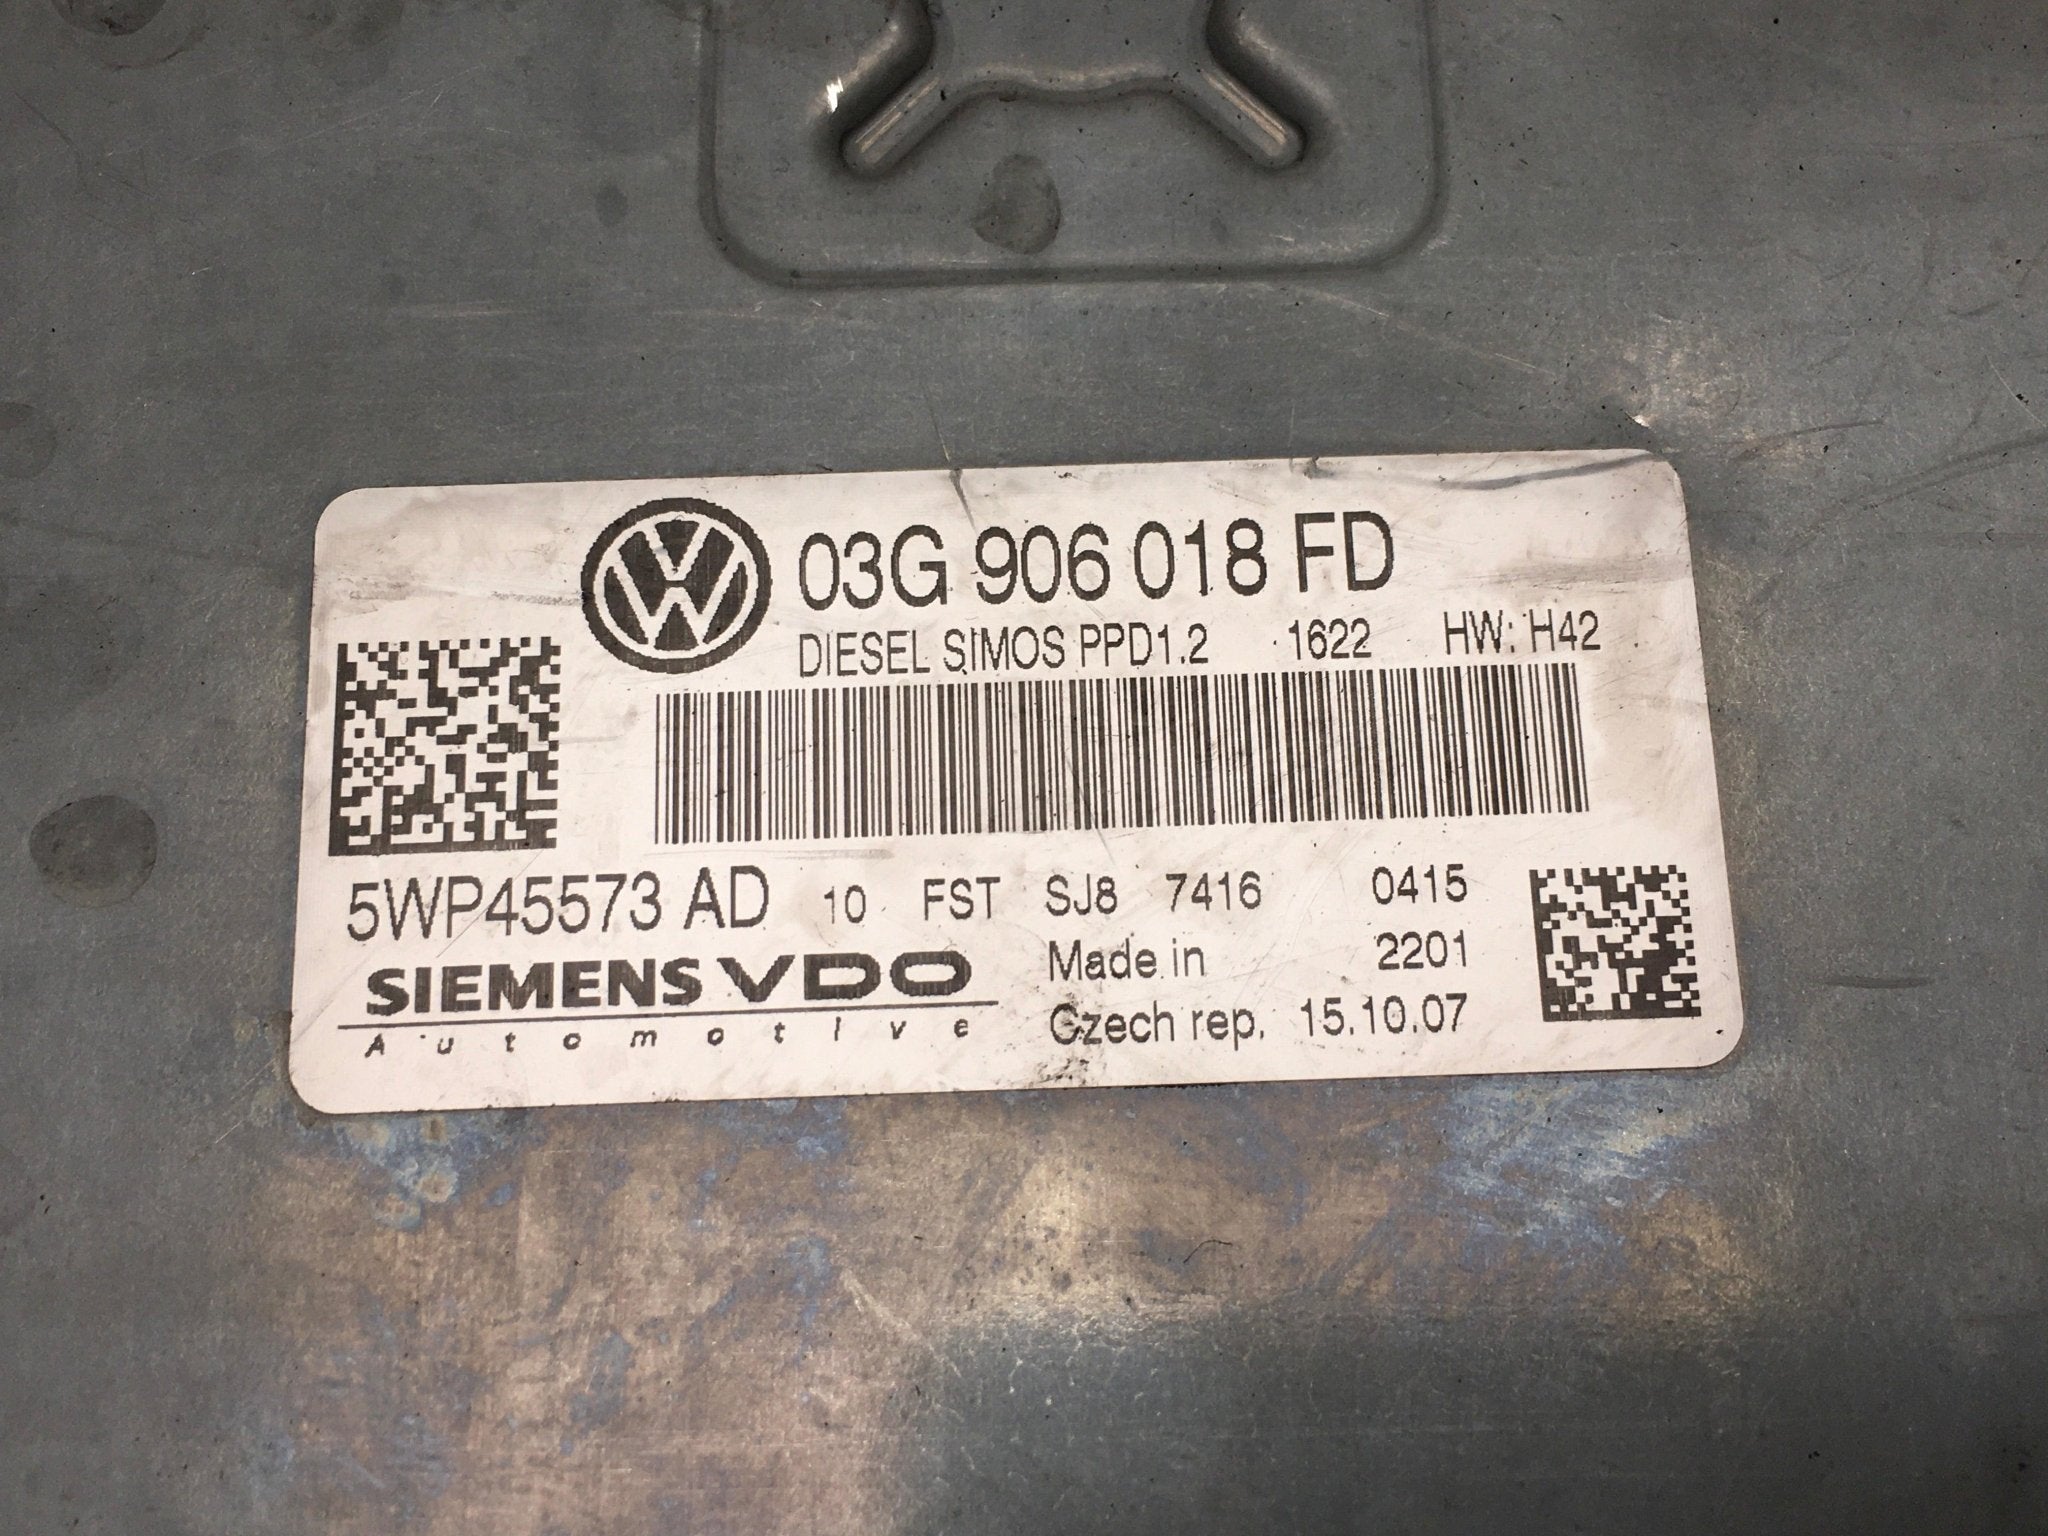 03G 906 018 FD
DIESEL SIMOS PPD1.2 1622 HW: H42
5WP45573 AD 10 FST SJ8 7416 0415
SIEMENS VDO Made in 2201
Automotive Czech rep. 15.10.07